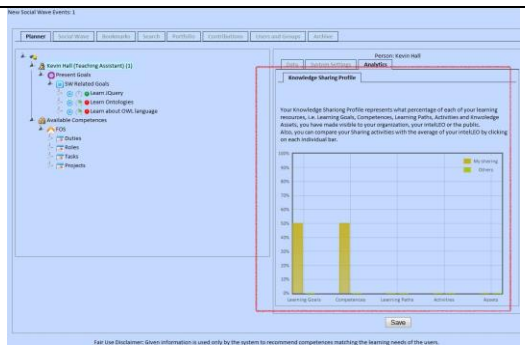 New Social Wave Events: 1
Planner Social Wave Bookmarks Search Portfolio Contributions Users and Groups Archive
Kevin Hall (Teaching Assistant) (1)
Present Goals
SW Related Goals
Learn JQuery
Learn Ontologies
Learn about OWL language
Available Competences
FOS
Duties
Roles
Tasks
Projects
Person: Kevin Hall
Data System Settings Analytics
Knowledge Sharing Profile
Your Knowledge Sharking Profile represents what percentage of each of your learning
resources, i.e. Learning Goals, Competences, Learning Paths, Activities and Knwoledge
Assets, you have made visible to your organization, your inteLEO or the public.
Also, you can compare your Sharing activities with the average of your inteLEO by clicking
on each individual bar.
100%
90%
80%
70%
60%
50%
40%
30%
20%
10%
0%
My sharing
Others
Learning Goals Competences Learning Paths Activities Assets
Save
Fair Use Disclaimer: Given information is used only by the system to recommend competences matching the learning needs of the users.